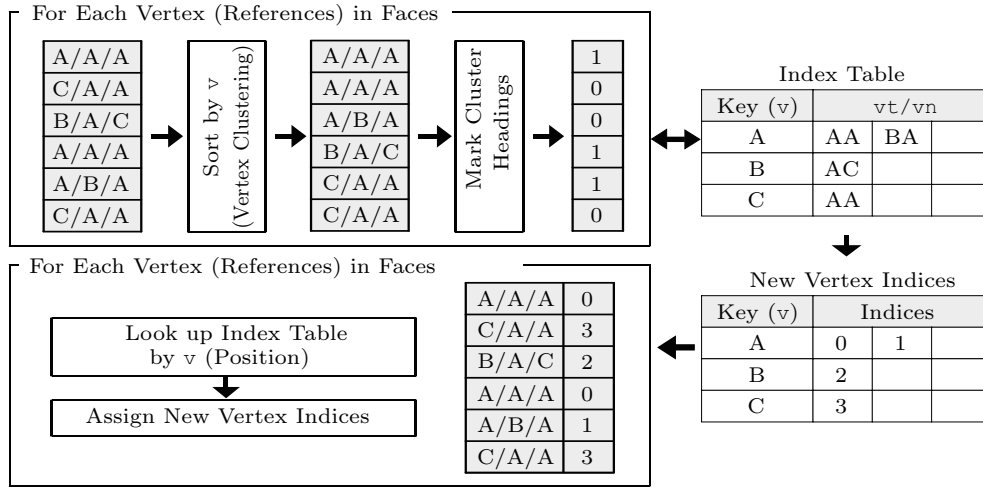 For Each Vertex (References) in Faces
A/A/A
C/A/A
B/A/C
A/A/A
A/B/A
C/A/A
Sort by v
(Vertex Clustering)
A/A/A
A/A/A
A/B/A
B/A/C
C/A/A
C/A/A
Mark Cluster
Headings
1
0
0
1
1
0
Index Table
Key (v) vt/vn
A AA BA
B AC
C AA
New Vertex Indices
Key (v) Indices
A 0 1
B 2
C 3
For Each Vertex (References) in Faces
Look up Index Table
by v (Position)
Assign New Vertex Indices
A/A/A 0
C/A/A 3
B/A/C 2
A/A/A 0
A/B/A 1
C/A/A 3